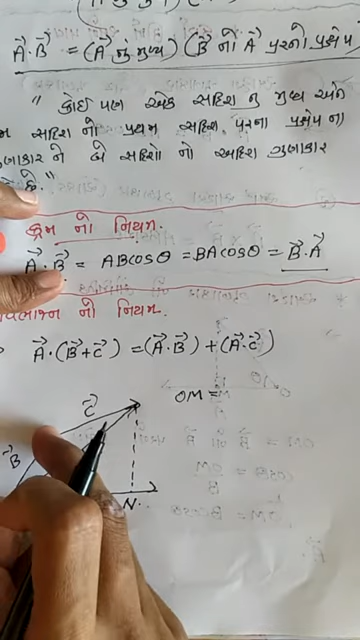 A⃗·B⃗ = (A⃗ નુ મુખ્ય) (B⃗ નો A⃗ પરનો પ્રક્ષેપ
" કોઈ પણ એક સદિશ નુ મુખ્ય અને
સદિશ નો પ્રથમ સદિશ પરના પ્રક્ષેપ ના
ગુણાકાર ને બે સદિશો નો અદિશ ગુણાકાર
છે."
ક્રમ નો નિયમ.
A⃗·B⃗ = ABcosθ = BAcosθ = B⃗·A⃗
નો નિયમ.
A⃗·(B⃗+C⃗) = (A⃗·B⃗) + (A⃗·C⃗)
OM =
C⃗
B⃗
N